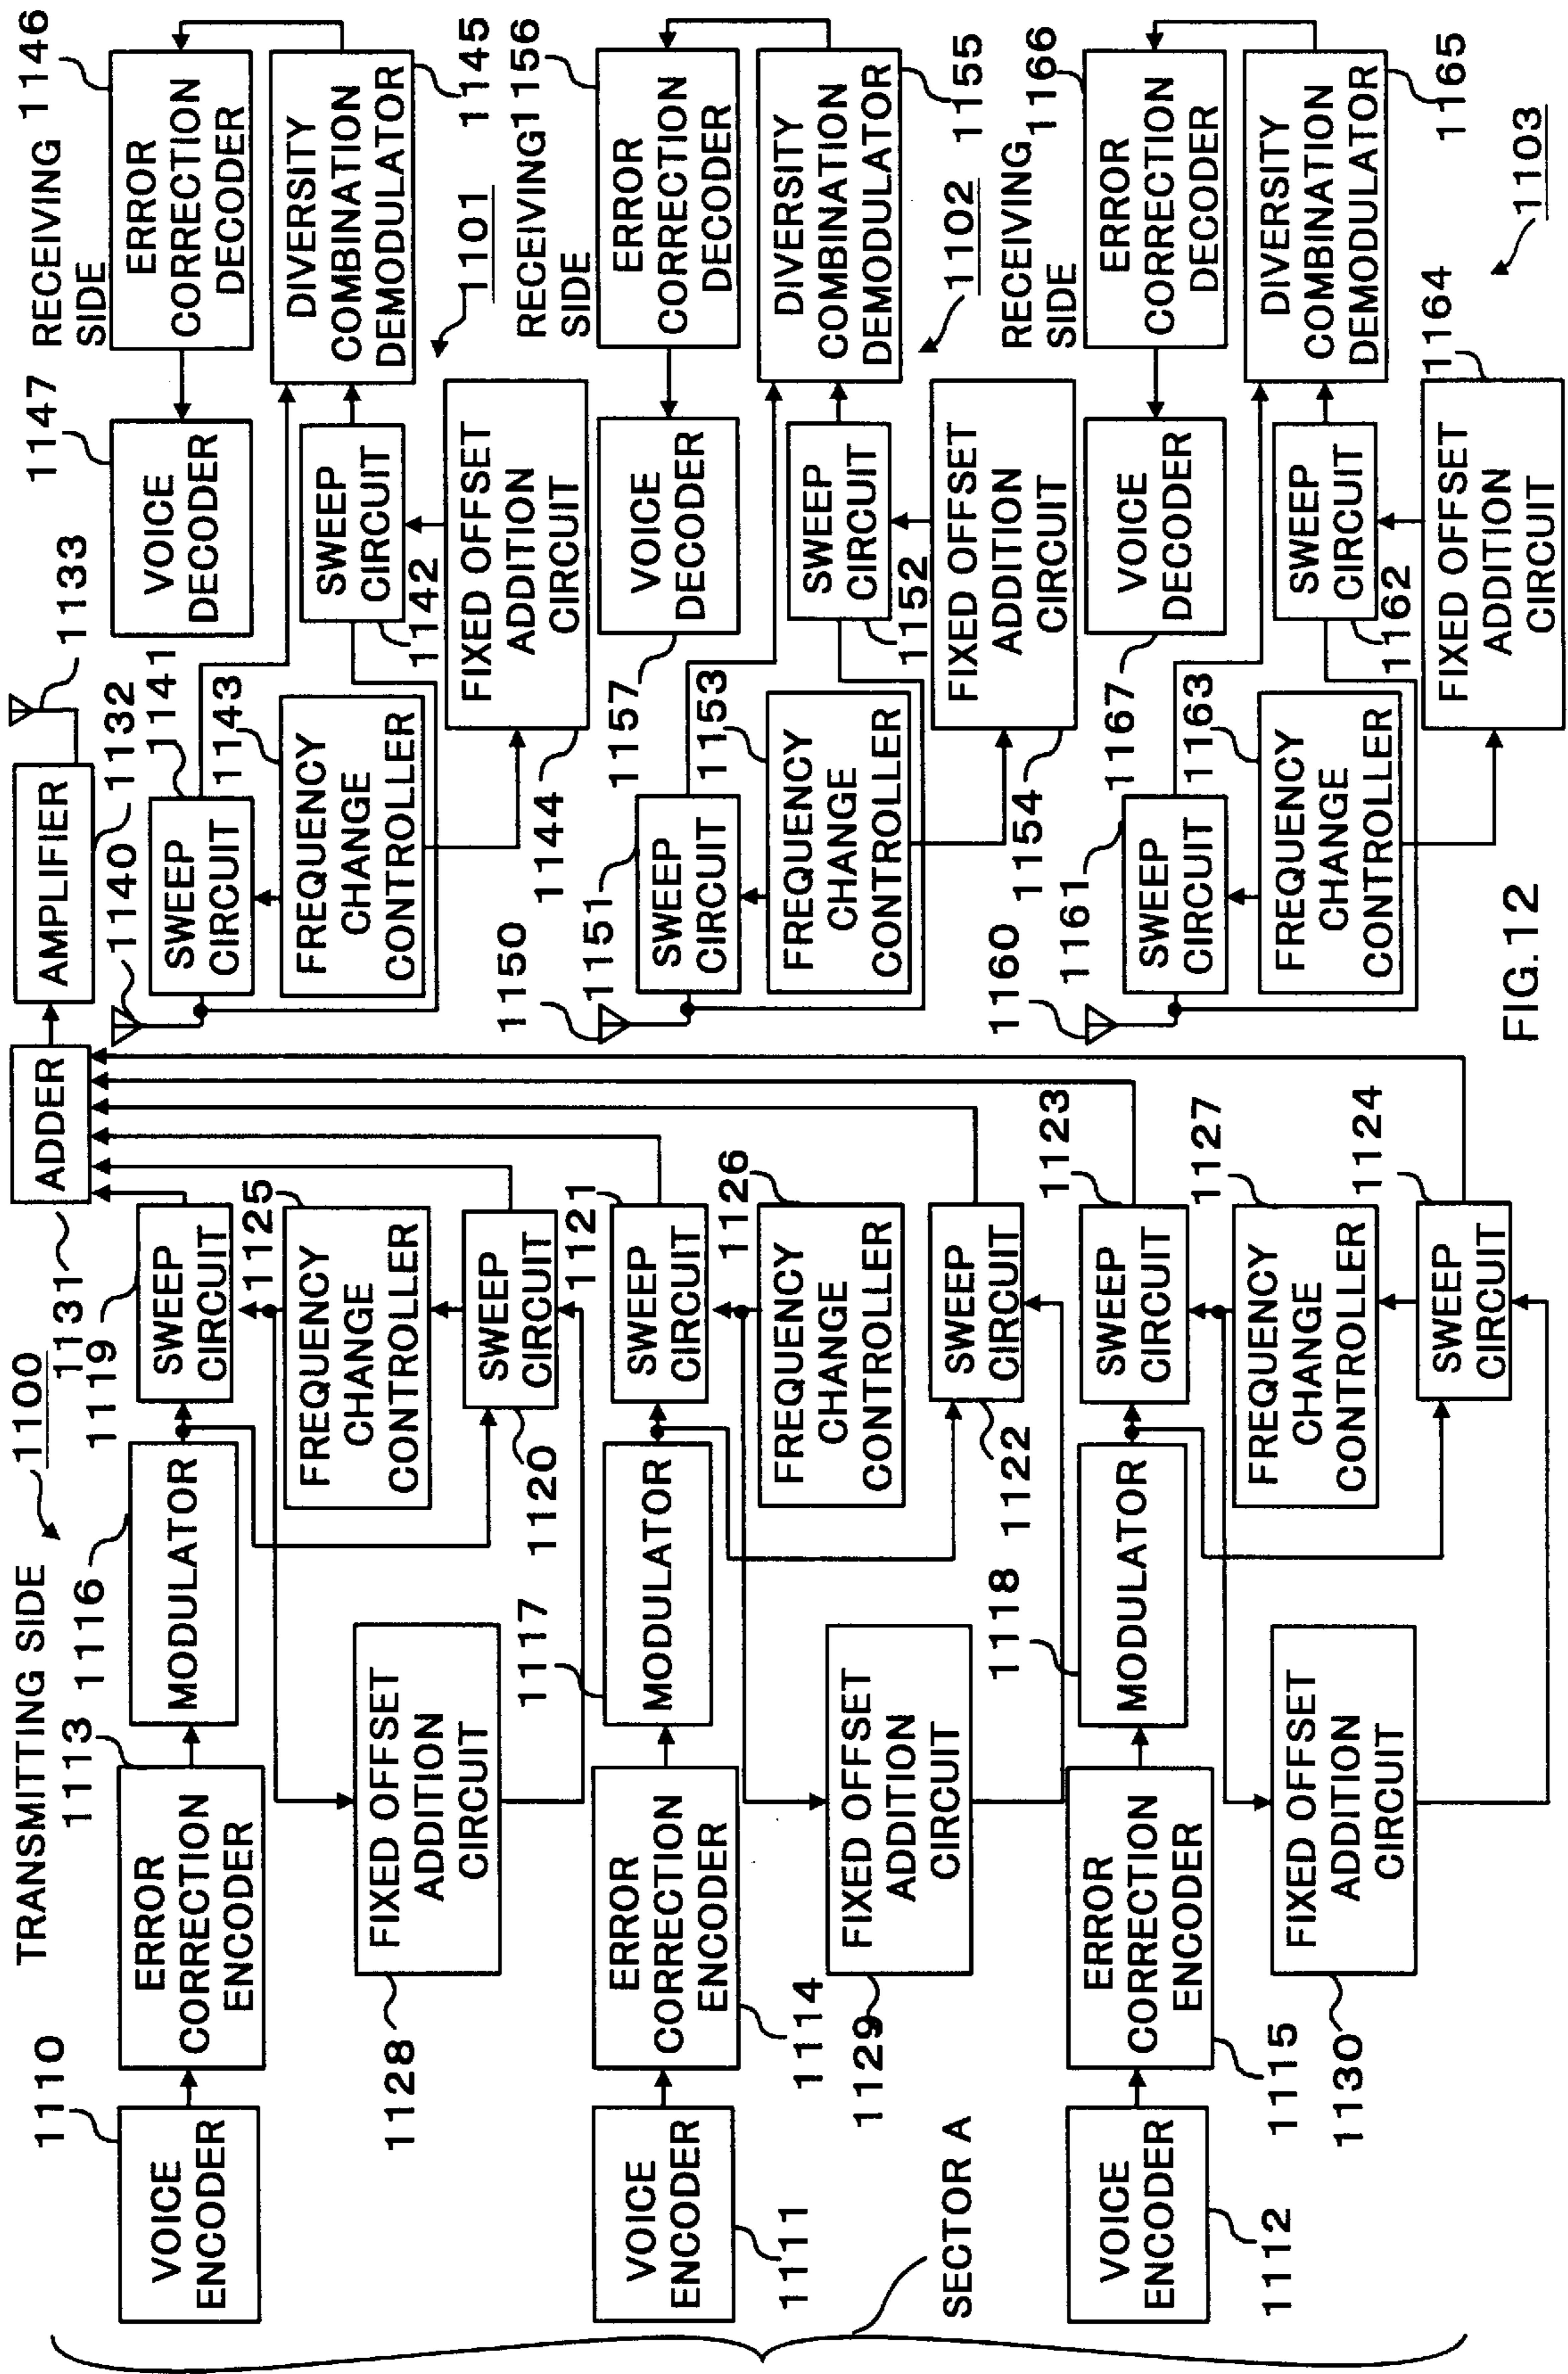 TRANSMITTING SIDE
1100
1110
VOICE
ENCODER
1113
ERROR
CORRECTION
ENCODER
1116
MODULATOR
1119
SWEEP
CIRCUIT
1131
ADDER
AMPLIFIER
1132
1133
1125
FREQUENCY
CHANGE
CONTROLLER
1128
FIXED OFFSET
ADDITION
CIRCUIT
1120
SWEEP
CIRCUIT
1111
VOICE
ENCODER
1114
ERROR
CORRECTION
ENCODER
1117
MODULATOR
1121
SWEEP
CIRCUIT
1126
FREQUENCY
CHANGE
CONTROLLER
1129
FIXED OFFSET
ADDITION
CIRCUIT
1122
SWEEP
CIRCUIT
SECTOR A
1112
VOICE
ENCODER
1115
ERROR
CORRECTION
ENCODER
1118
MODULATOR
1123
SWEEP
CIRCUIT
1127
FREQUENCY
CHANGE
CONTROLLER
1130
FIXED OFFSET
ADDITION
CIRCUIT
1124
SWEEP
CIRCUIT
RECEIVING
SIDE
1140
1141
SWEEP
CIRCUIT
1143
FREQUENCY
CHANGE
CONTROLLER
1147
VOICE
DECODER
1146
ERROR
CORRECTION
DECODER
1142
SWEEP
CIRCUIT
DIVERSITY
COMBINATION
DEMODULATOR
1145
1144
FIXED OFFSET
ADDITION
CIRCUIT
1101
RECEIVING
SIDE
1150
1151
SWEEP
CIRCUIT
1153
FREQUENCY
CHANGE
CONTROLLER
1157
VOICE
DECODER
1156
ERROR
CORRECTION
DECODER
1152
SWEEP
CIRCUIT
DIVERSITY
COMBINATION
DEMODULATOR
1155
1154
FIXED OFFSET
ADDITION
CIRCUIT
1102
RECEIVING
SIDE
1160
1161
SWEEP
CIRCUIT
1163
FREQUENCY
CHANGE
CONTROLLER
1167
VOICE
DECODER
1166
ERROR
CORRECTION
DECODER
1162
SWEEP
CIRCUIT
DIVERSITY
COMBINATION
DEMODULATOR
1165
1164
FIXED OFFSET
ADDITION
CIRCUIT
1103
FIG.12